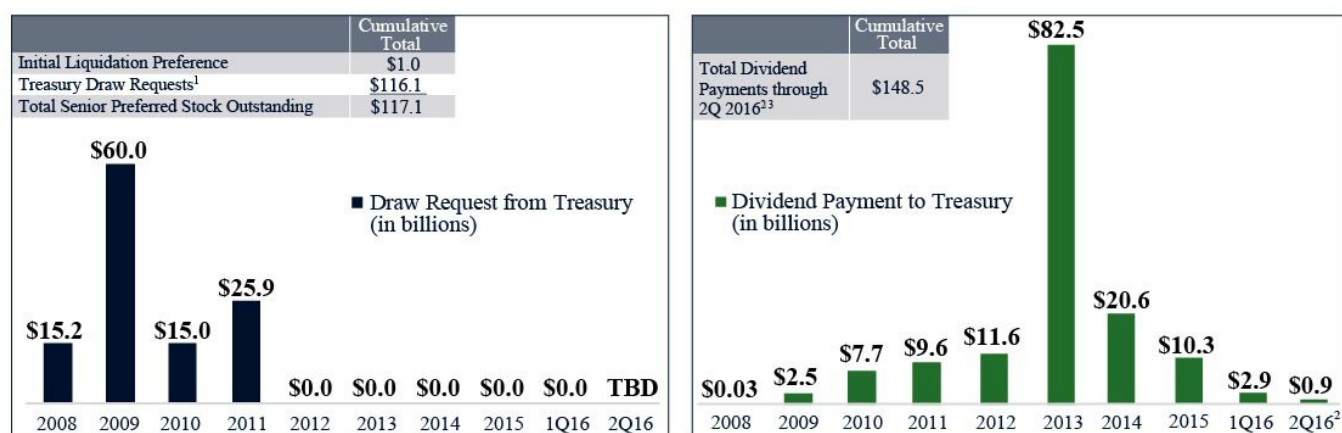 Cumulative
Total
Initial Liquidation Preference $1.0
Treasury Draw Requests¹ $116.1
Total Senior Preferred Stock Outstanding $117.1
$60.0
Draw Request from Treasury
(in billions)
$25.9
$15.2 $15.0
$0.0 $0.0 $0.0 $0.0 $0.0 TBD
2008 2009 2010 2011 2012 2013 2014 2015 1Q16 2Q16
Cumulative
Total
Total Dividend
Payments through $148.5
2Q 2016²³
$82.5
Dividend Payment to Treasury
(in billions)
$20.6
$11.6
$10.3
$9.6
$7.7
$2.5 $2.9
$0.03 $0.9
2008 2009 2010 2011 2012 2013 2014 2015 1Q16 2Q16²